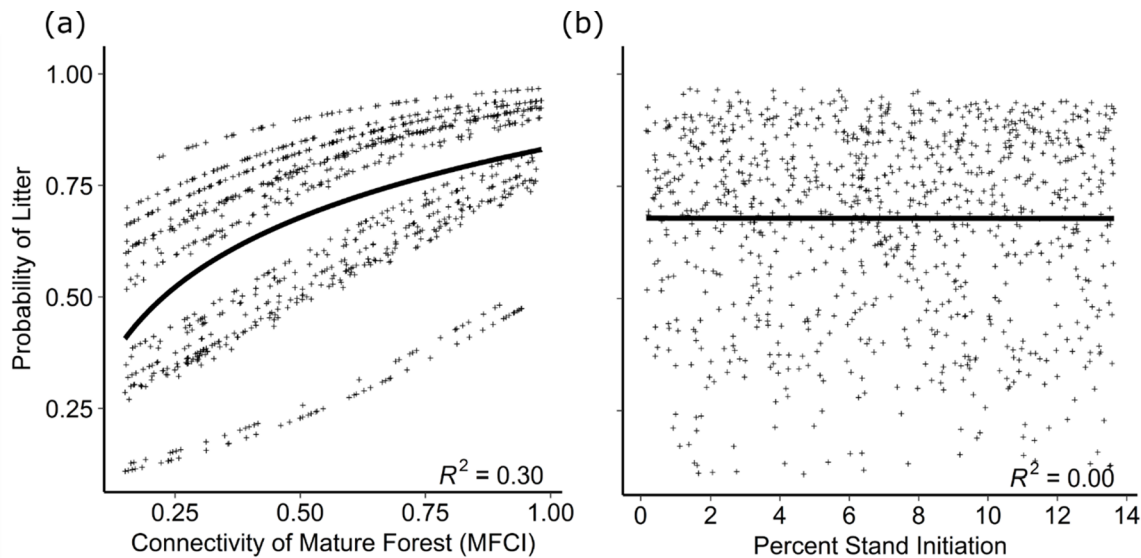 (a)
(b)
Probability of Litter
1.00
0.75
0.50
0.25
R² = 0.30
R² = 0.00
0.25 0.50 0.75 1.00
0 2 4 6 8 10 12 14
Connectivity of Mature Forest (MFCI)
Percent Stand Initiation